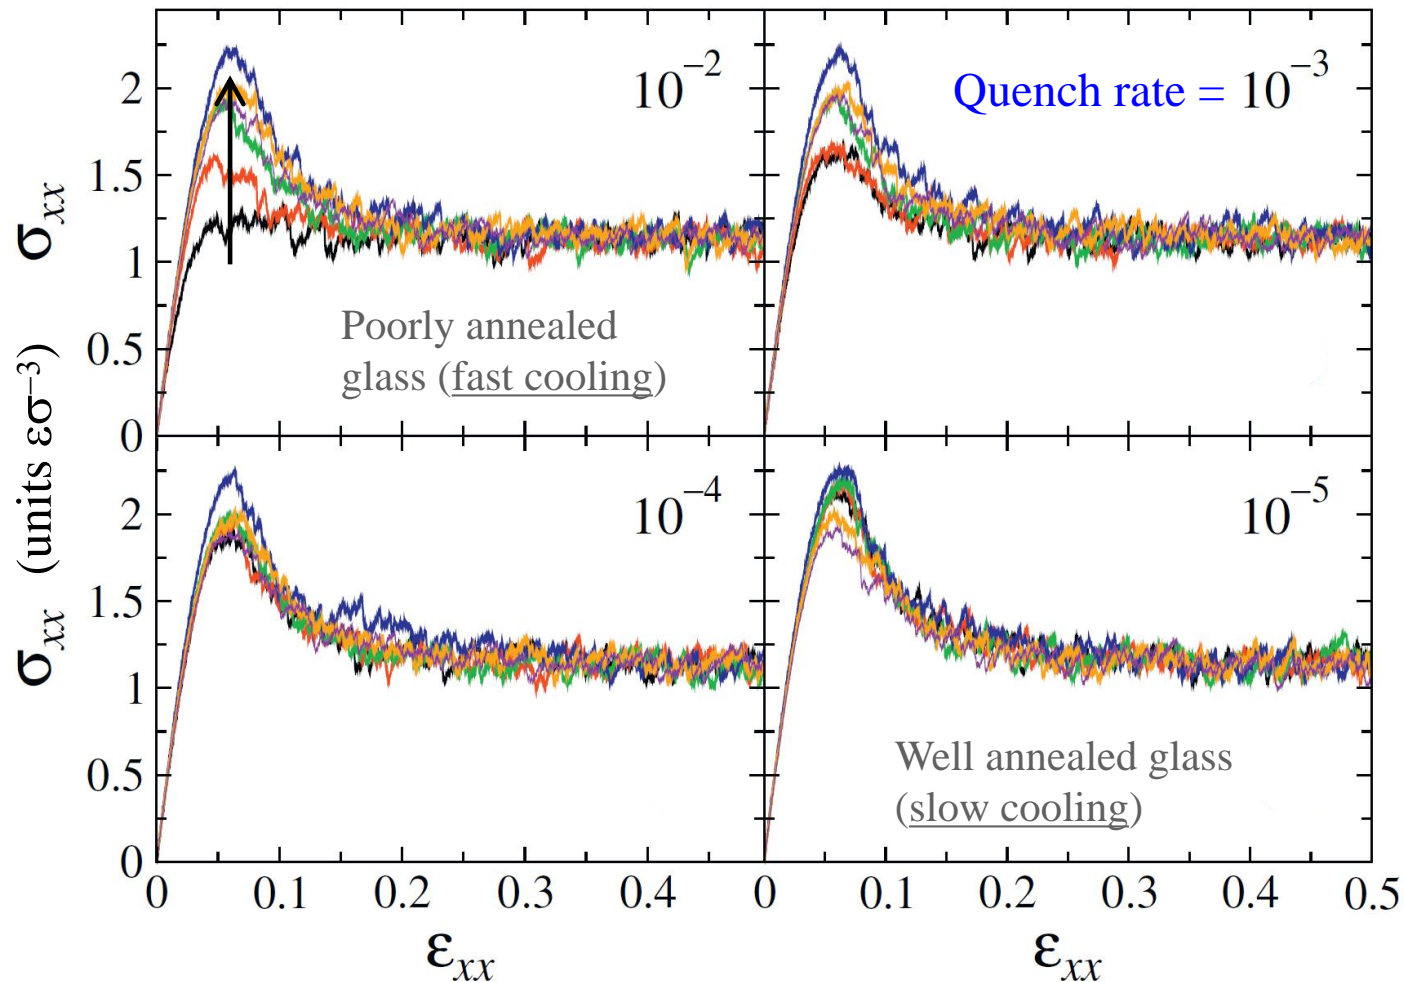 σxx
σxx (units εσ⁻³)
2
1.5
1
0.5
0
10⁻²
Poorly annealed
glass (fast cooling)
Quench rate = 10⁻³
2
1.5
1
0.5
0
10⁻⁴
10⁻⁵
Well annealed glass
(slow cooling)
0 0.1 0.2 0.3 0.4 0 0.1 0.2 0.3 0.4 0.5
εxx εxx